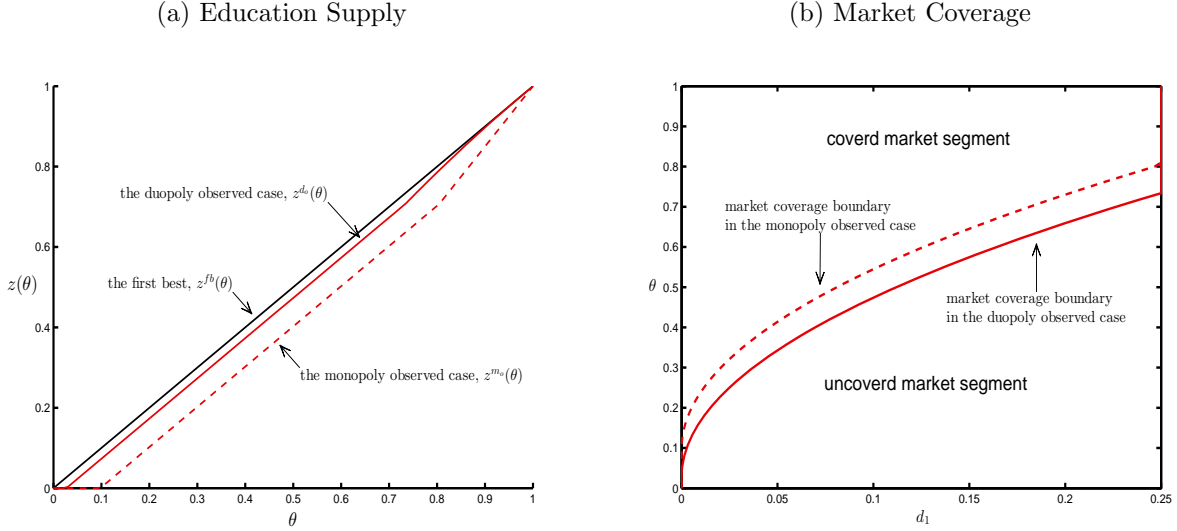 (a) Education Supply
1
0.8
the duopoly observed case, z^{d_o}(θ)
0.6
z(θ)
the first best, z^{fb}(θ)
0.4
the monopoly observed case, z^{m_o}(θ)
0.2
0
0 0.1 0.2 0.3 0.4 0.5 0.6 0.7 0.8 0.9 1
θ
(b) Market Coverage
1
0.9
coverd market segment
0.8
0.7
market coverage boundary
in the monopoly observed case
0.6
0.5
θ
market coverage boundary
in the duopoly observed case
0.4
0.3
uncoverd market segment
0.2
0.1
0
0 0.05 0.1 0.15 0.2 0.25
d_1